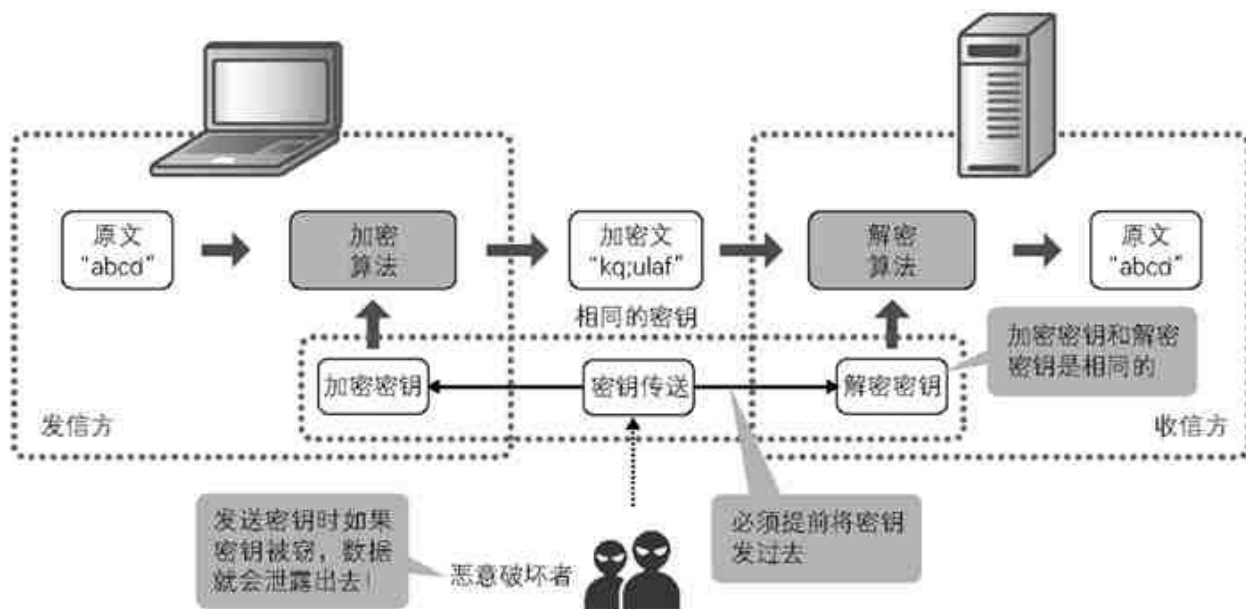 原文
“abcd”
加密
算法
加密文
“kq;ulaf”
解密
算法
原文
“abcd”
相同的密钥
加密密钥和解密
密钥是相同的
加密密钥
密钥传送
解密密钥
发信方
收信方
发送密钥时如果
密钥被窃，数据
就会泄露出去！
恶意破坏者
必须提前将密钥
发过去